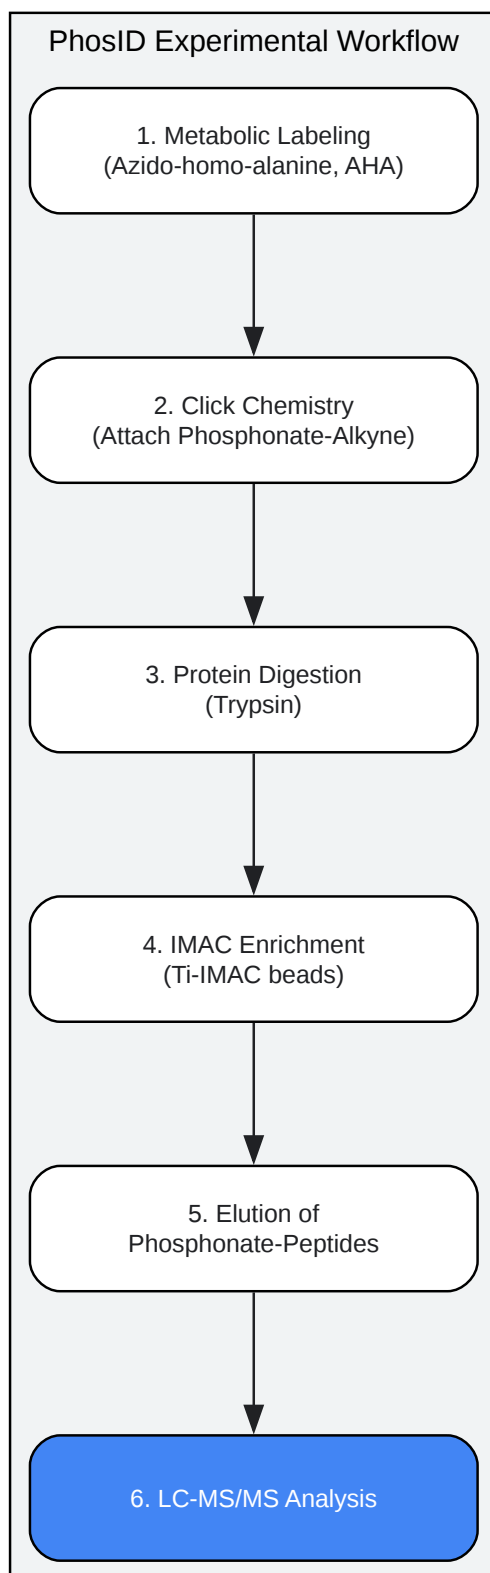 PhosID Experimental Workflow
1. Metabolic Labeling
(Azido-homo-alanine, AHA)
2. Click Chemistry
(Attach Phosphonate-Alkyne)
3. Protein Digestion
(Trypsin)
4. IMAC Enrichment
(Ti-IMAC beads)
5. Elution of
Phosphonate-Peptides
6. LC-MS/MS Analysis